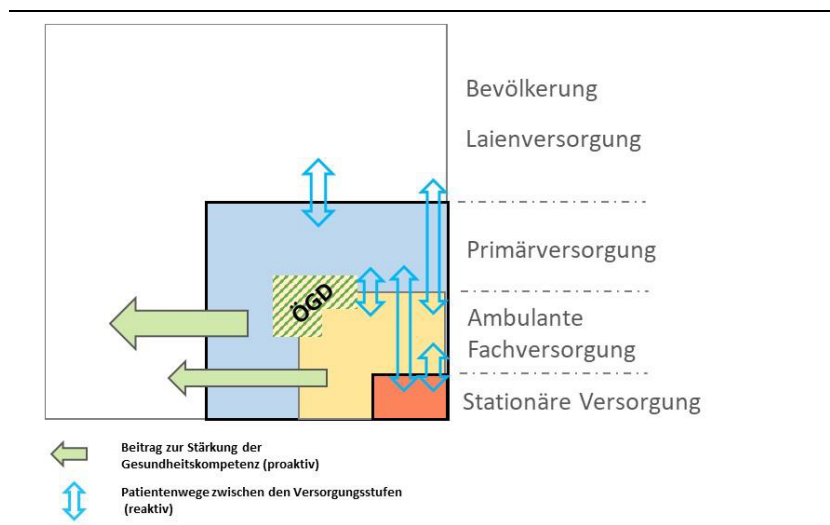 Bevölkerung
Laienversorgung
Primärversorgung
ÖGD
Ambulante
Fachversorgung
Stationäre Versorgung
Beitrag zur Stärkung der
Gesundheitskompetenz (proaktiv)
Patientenwege zwischen den Versorgungsstufen
(reaktiv)